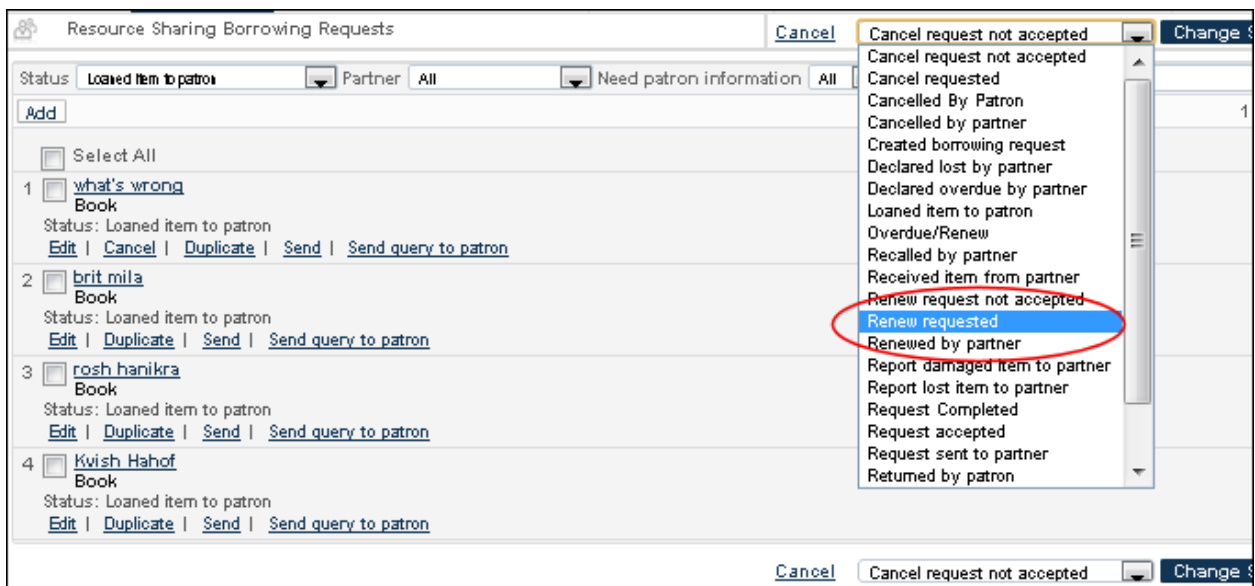 Resource Sharing Borrowing Requests Cancel Cancel request not accepted Change S
Status Loaned item to patron Partner All Need patron information All
Add 1
Select All
1 what's wrong
Book
Status: Loaned item to patron
Edit | Cancel | Duplicate | Send | Send query to patron
2 brit mila
Book
Status: Loaned item to patron
Edit | Duplicate | Send | Send query to patron
3 rosh hanikra
Book
Status: Loaned item to patron
Edit | Duplicate | Send | Send query to patron
4 Kvish Hahof
Book
Status: Loaned item to patron
Edit | Duplicate | Send | Send query to patron
Cancel request not accepted
Cancel requested
Cancelled By Patron
Cancelled by partner
Created borrowing request
Declared lost by partner
Declared overdue by partner
Loaned item to patron
Overdue/Renew
Recalled by partner
Received item from partner
Renew request not accepted
Renew requested
Renewed by partner
Report damaged item to partner
Report lost item to partner
Request Completed
Request accepted
Request sent to partner
Returned by patron
Cancel Cancel request not accepted Change S